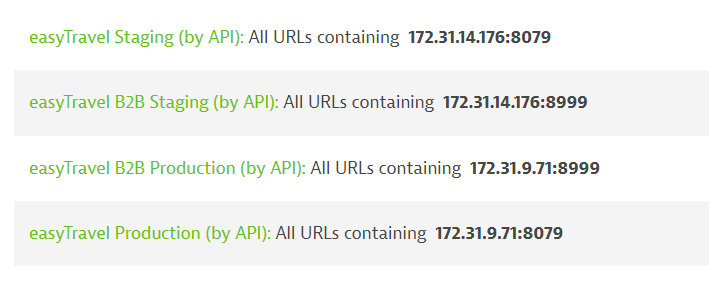 easyTravel Staging (by API): All URLs containing 172.31.14.176:8079
easyTravel B2B Staging (by API): All URLs containing 172.31.14.176:8999
easyTravel B2B Production (by API): All URLs containing 172.31.9.71:8999
easyTravel Production (by API): All URLs containing 172.31.9.71:8079